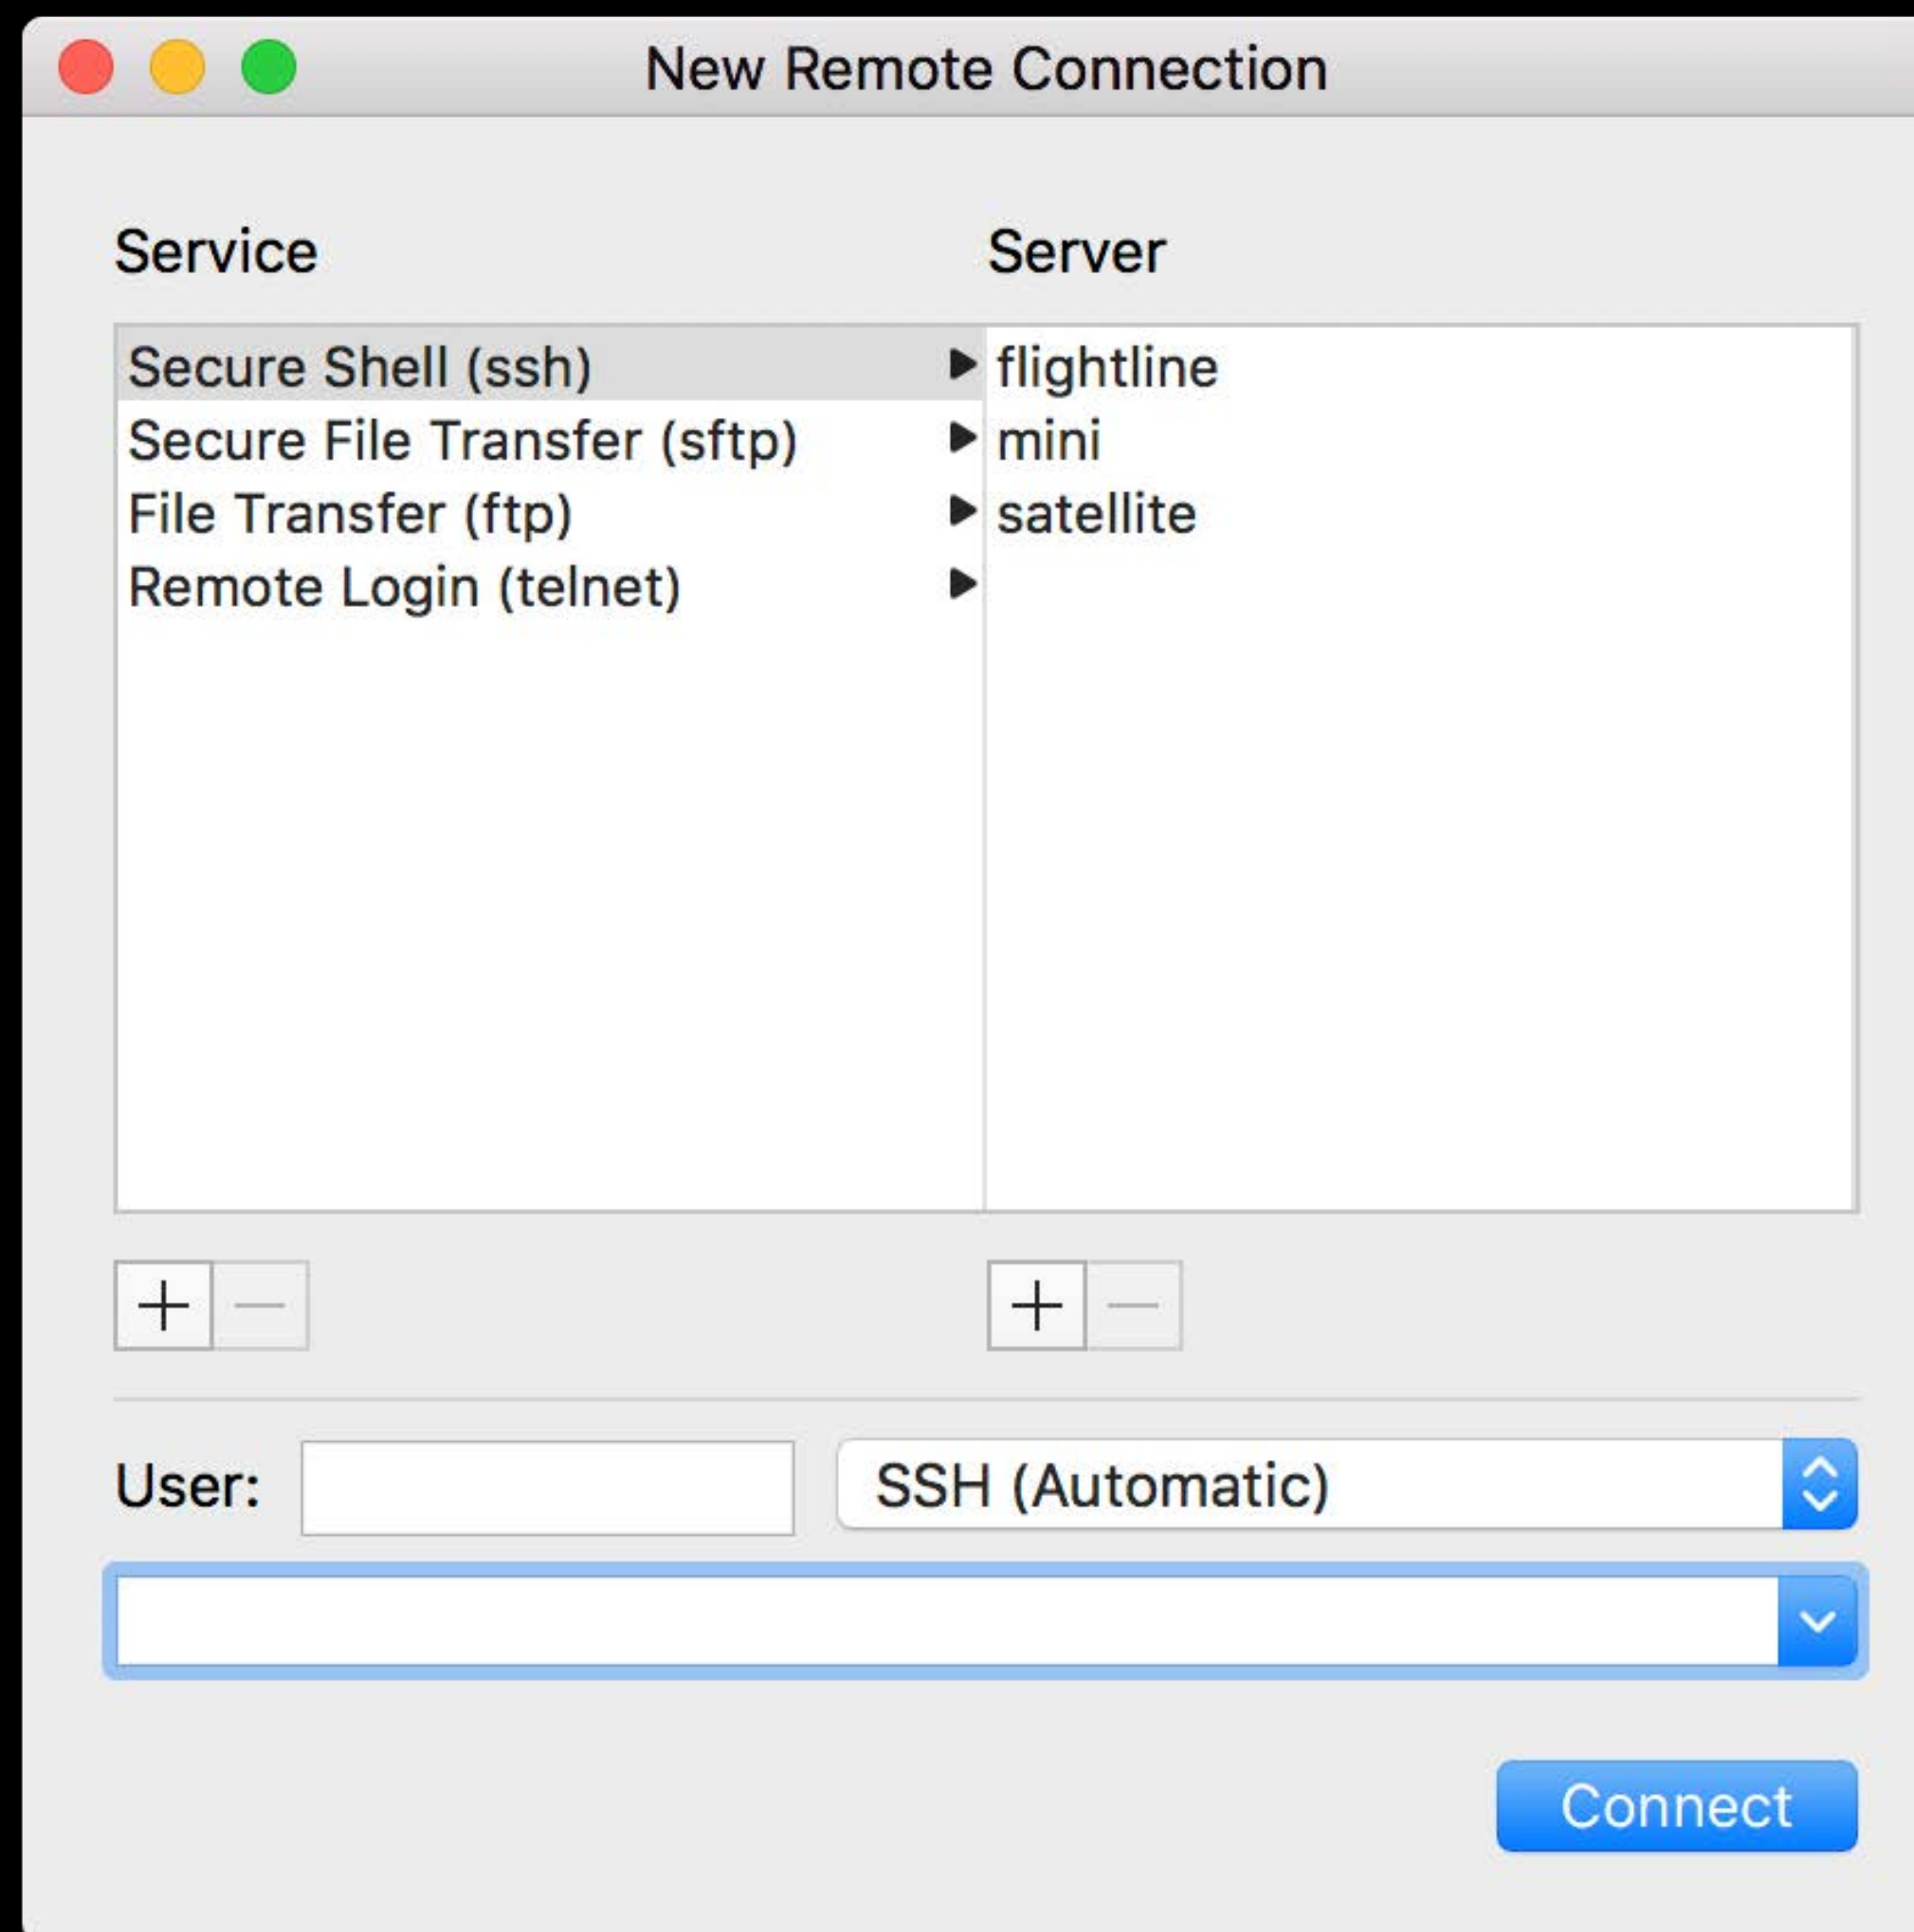 New Remote Connection
Service
Server
Secure Shell (ssh)
Secure File Transfer (sftp)
File Transfer (ftp)
Remote Login (telnet)
flightline
mini
satellite
User:
SSH (Automatic)
Connect